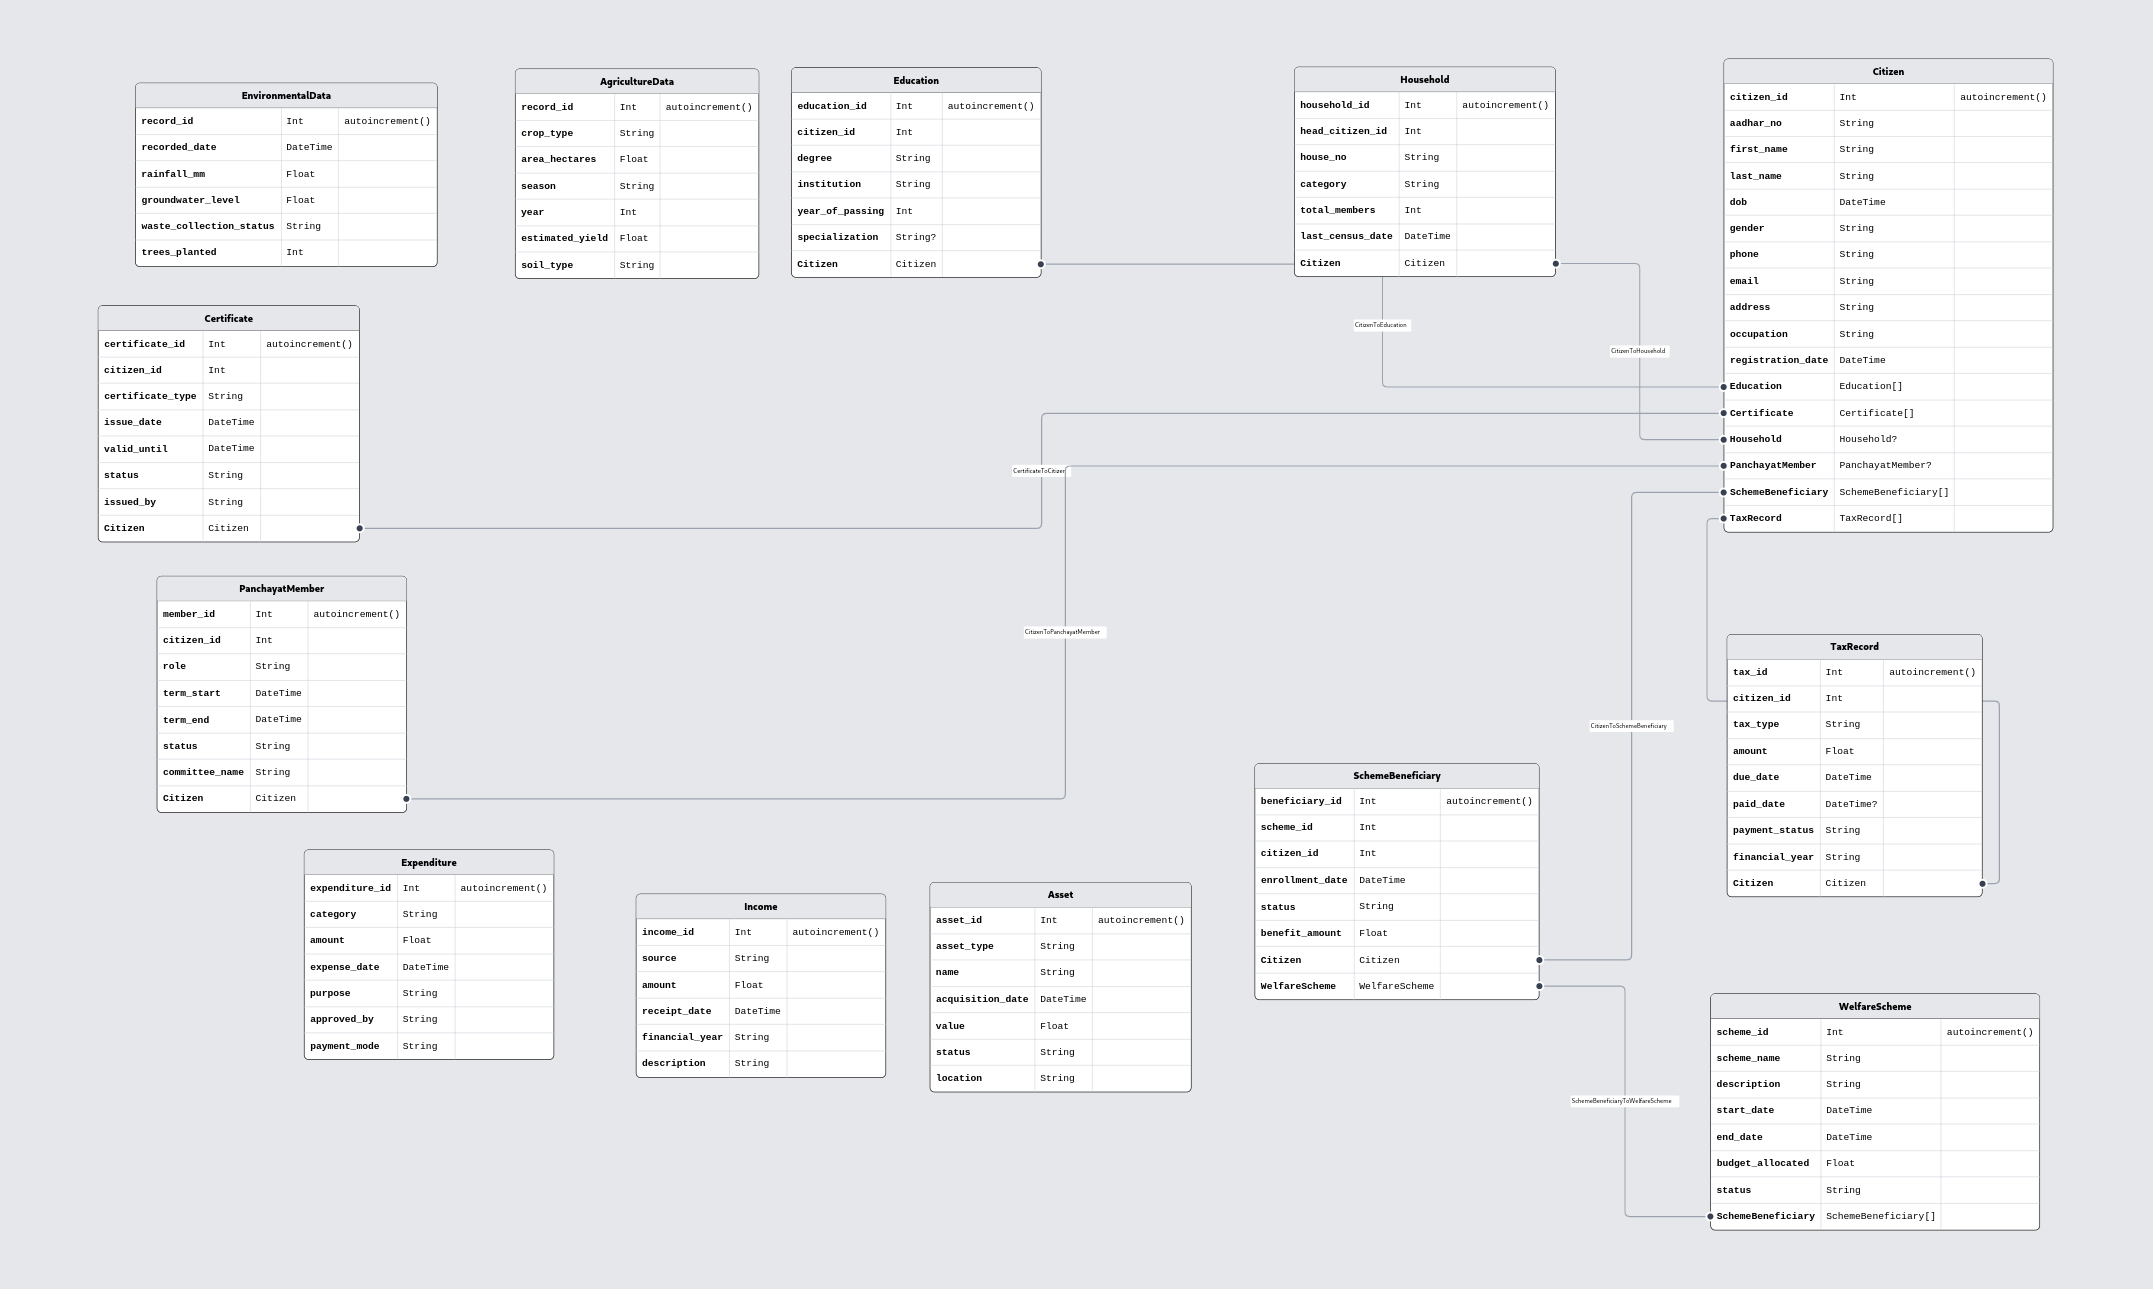 EnvironmentalData
record_id Int autoincrement()
recorded_date DateTime
rainfall_mm Float
groundwater_level Float
waste_collection_status String
trees_planted Int
AgricultureData
record_id Int autoincrement()
crop_type String
area_hectares Float
season String
year Int
estimated_yield Float
soil_type String
Education
education_id Int autoincrement()
citizen_id Int
degree String
institution String
year_of_passing Int
specialization String?
Citizen Citizen
Household
household_id Int autoincrement()
head_citizen_id Int
house_no String
category String
total_members Int
last_census_date DateTime
Citizen Citizen
Citizen
citizen_id Int autoincrement()
aadhar_no String
first_name String
last_name String
dob DateTime
gender String
phone String
email String
address String
occupation String
registration_date DateTime
Education Education[]
Certificate Certificate[]
Household Household?
PanchayatMember PanchayatMember?
SchemeBeneficiary SchemeBeneficiary[]
TaxRecord TaxRecord[]
CitizenToEducation
CitizenToHousehold
Certificate
certificate_id Int autoincrement()
citizen_id Int
certificate_type String
issue_date DateTime
valid_until DateTime
status String
issued_by String
Citizen Citizen
CertificateToCitizen
PanchayatMember
member_id Int autoincrement()
citizen_id Int
role String
term_start DateTime
term_end DateTime
status String
committee_name String
Citizen Citizen
CitizenToPanchayatMember
CitizenToSchemeBeneficiary
TaxRecord
tax_id Int autoincrement()
citizen_id Int
tax_type String
amount Float
due_date DateTime
paid_date DateTime?
payment_status String
financial_year String
Citizen Citizen
Expenditure
expenditure_id Int autoincrement()
category String
amount Float
expense_date DateTime
purpose String
approved_by String
payment_mode String
Income
income_id Int autoincrement()
source String
amount Float
receipt_date DateTime
financial_year String
description String
Asset
asset_id Int autoincrement()
asset_type String
name String
acquisition_date DateTime
value Float
status String
location String
SchemeBeneficiary
beneficiary_id Int autoincrement()
scheme_id Int
citizen_id Int
enrollment_date DateTime
status String
benefit_amount Float
Citizen Citizen
WelfareScheme WelfareScheme
SchemeBeneficiaryToWelfareScheme
WelfareScheme
scheme_id Int autoincrement()
scheme_name String
description String
start_date DateTime
end_date DateTime
budget_allocated Float
status String
SchemeBeneficiary SchemeBeneficiary[]